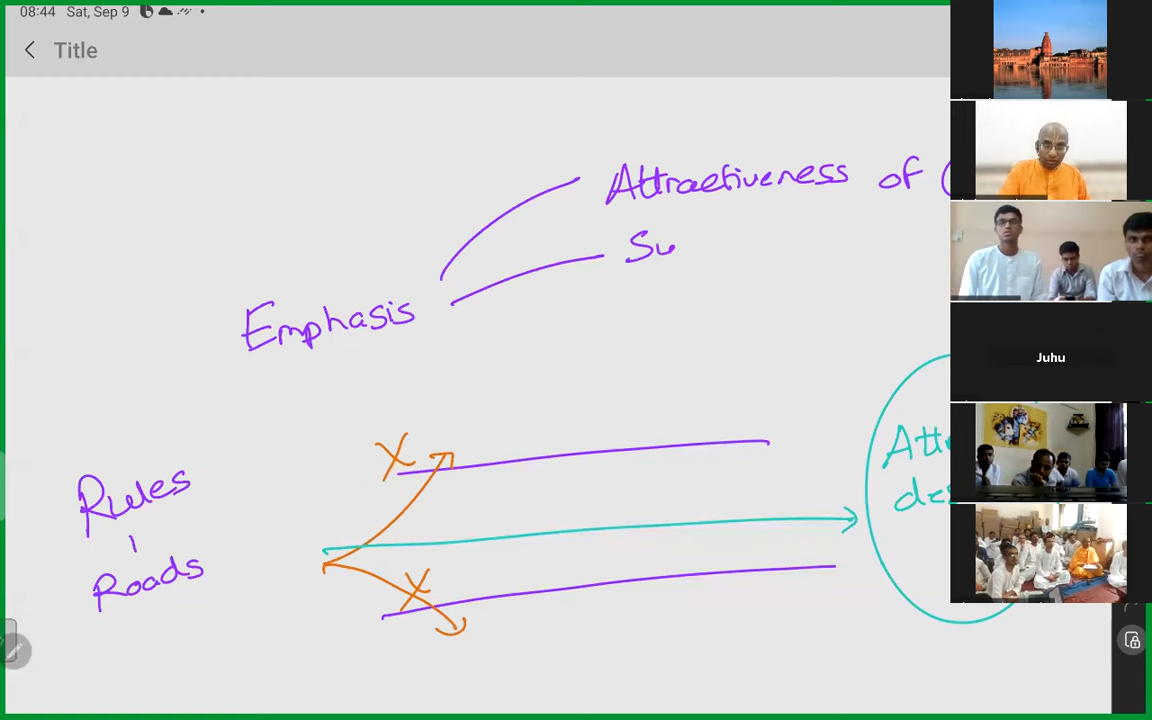 08:44 Sat, Sep 9
Title
Attractiveness of
Su
Emphasis
Juhu
X
Rules
Roads
X